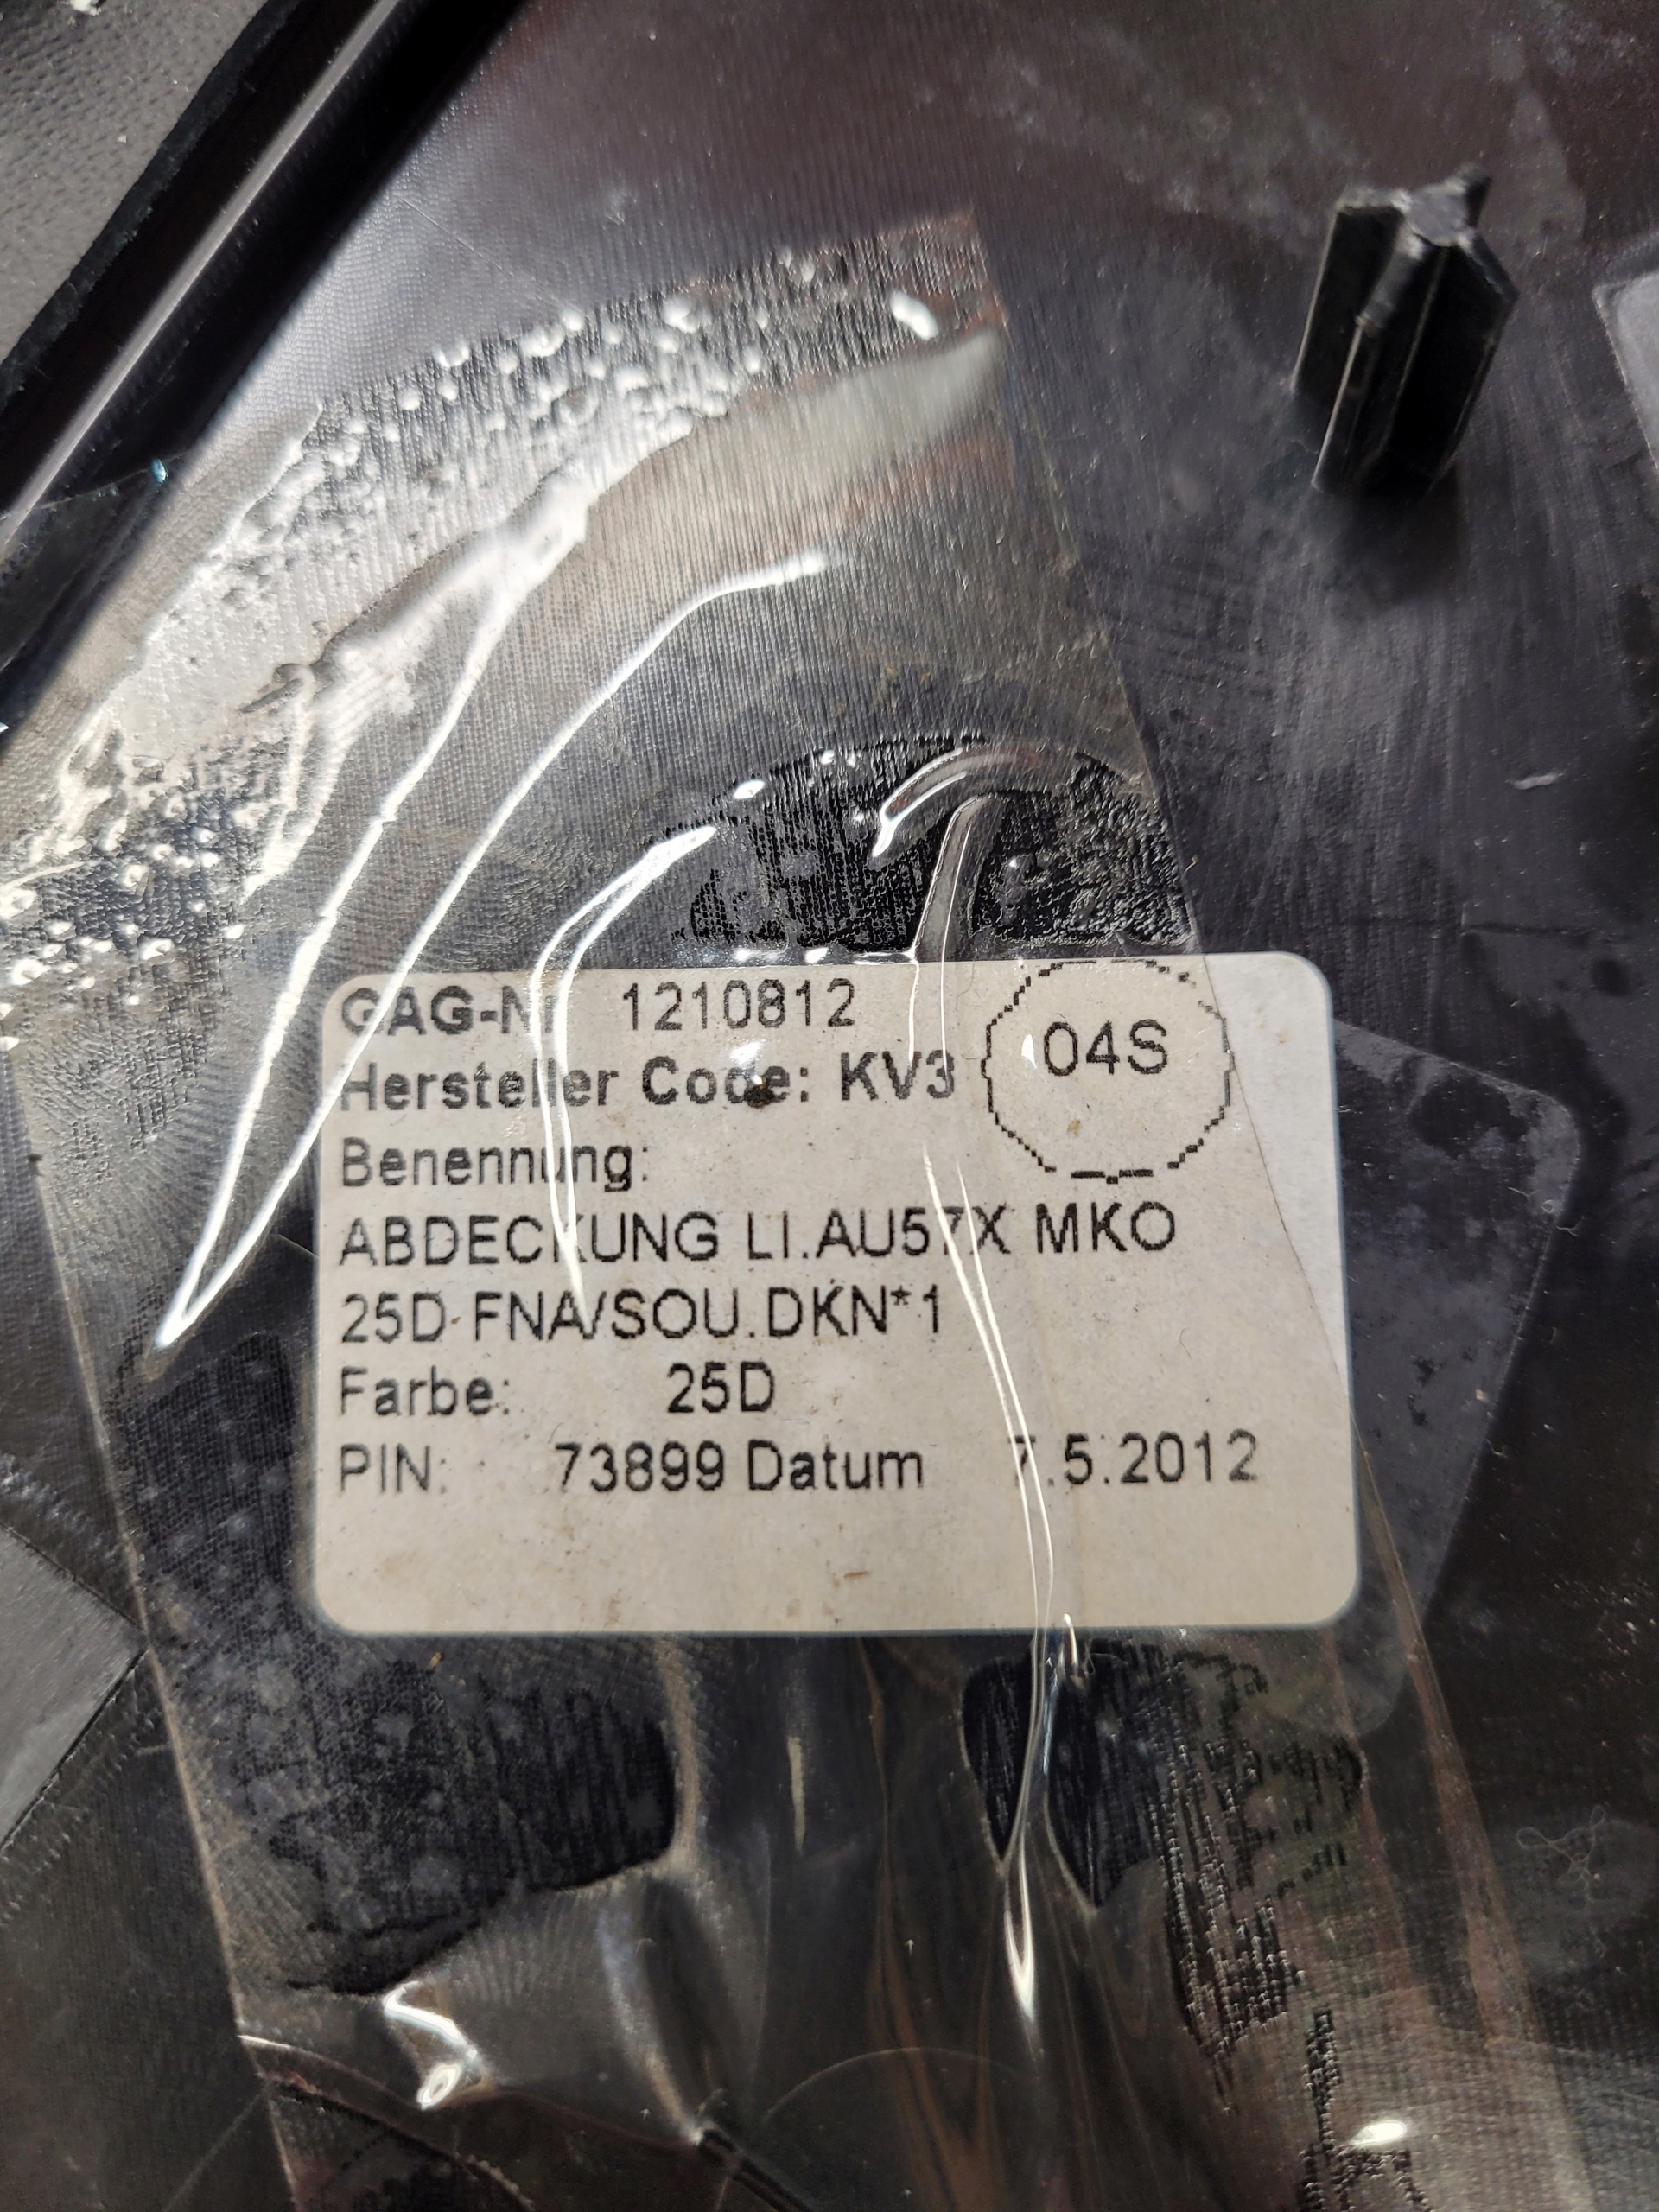 GAG-Nr 1210812
04S
Hersteller Code: KV3
Benennung:
ABDECKUNG LI.AU57X MKO
25D FNA/SOU.DKN*1
Farbe: 25D
PIN: 73899 Datum 7.5.2012